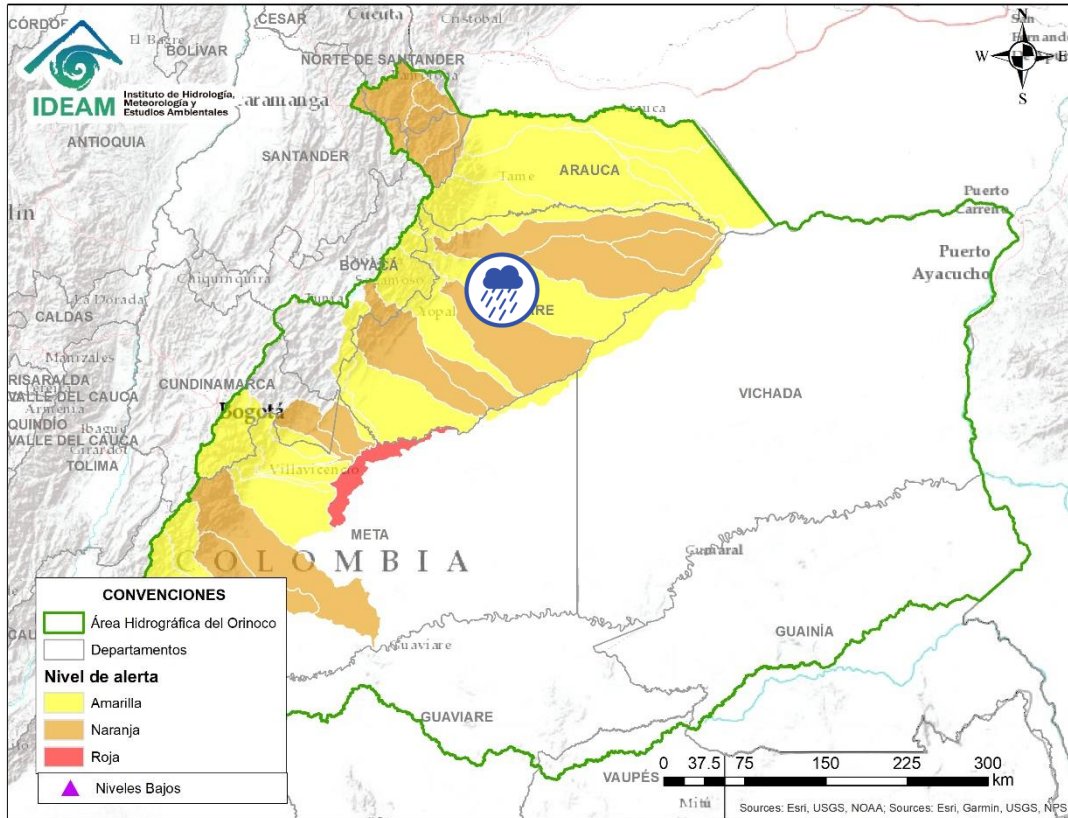 CESAR
Cucuta
Cristobal
El Bagre
BOLÍVAR
N
W
E
S
San
IDEAM
Instituto de Hidrología,
Meteorología y
Estudios Ambientales
NORTE DE SANTANDER
ANTIOQUIA
SANTANDER
ARAUCA
Tame
Puerto
Carreño
Puerto
Ayacucho
BOYACÁ
Chiquinquirá
Yopal
La Dorada
CALDAS
Manizales
VICHADA
RISARALDA
VALLE DEL CAUCA
Armenia
CUNDINAMARCA
Bogotá
QUINDÍO
Ibague
VALLE DEL CAUCA
Girardot
TOLIMA
Villavicencio
META
COLOMBIA
Guaviare
GUAINÍA
GUAVIARE
VAUPÉS
Mitú
CONVENCIONES
Área Hidrográfica del Orinoco
Departamentos
Nivel de alerta
Amarilla
Naranja
Roja
Niveles Bajos
0 37.5 75 150 225 300
km
Sources: Esri, USGS, NOAA; Sources: Esri, Garmin, USGS, NPS